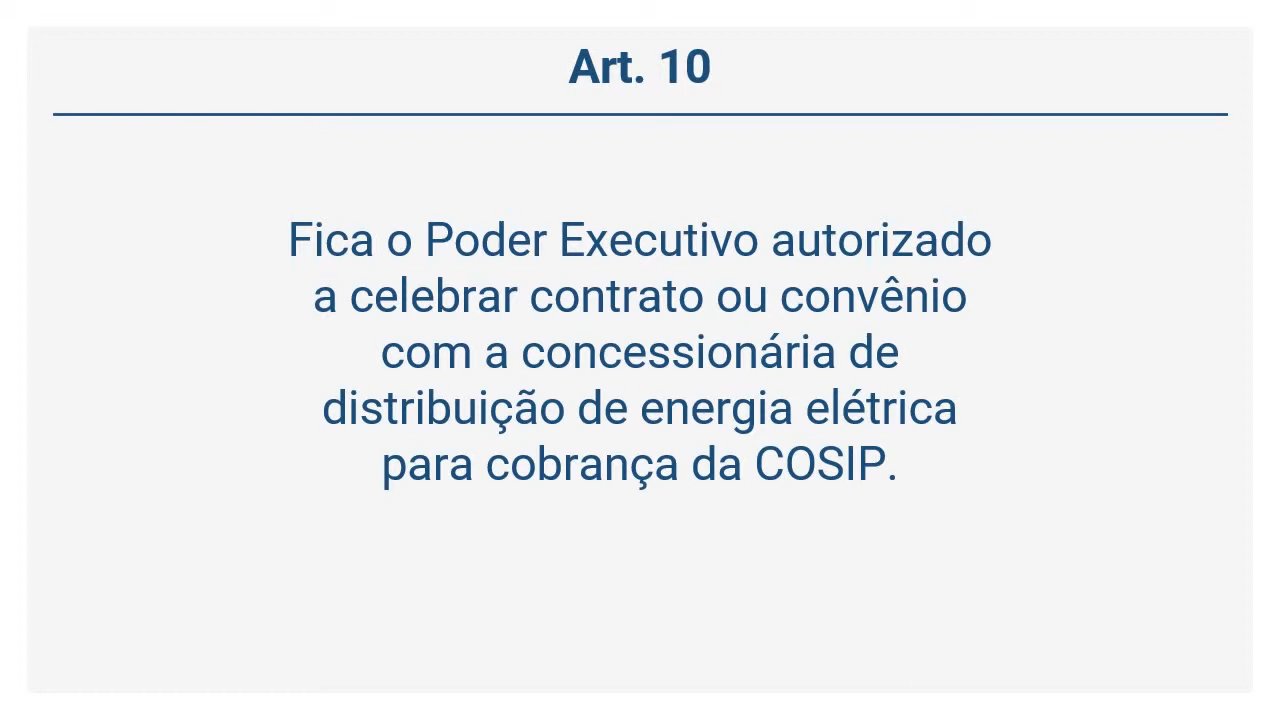 Art. 10
Fica o Poder Executivo autorizado
a celebrar contrato ou convênio
com a concessionária de
distribuição de energia elétrica
para cobrança da COSIP.